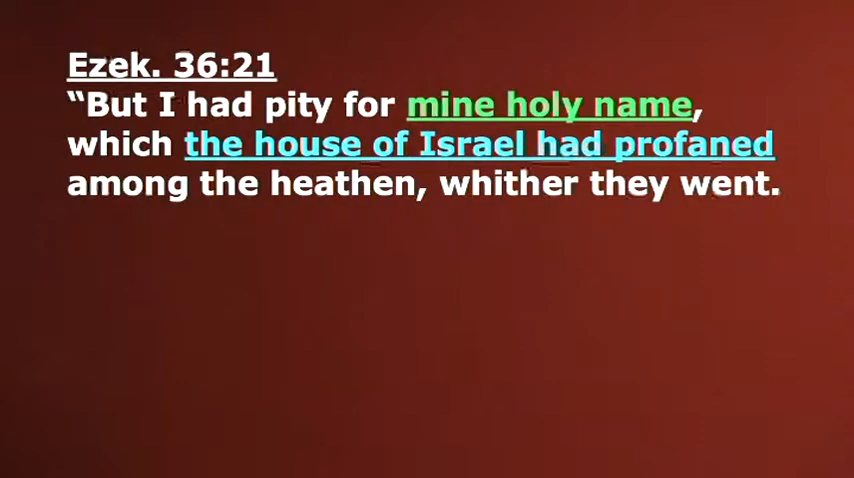 Ezek. 36:21
“But I had pity for mine holy name,
which the house of Israel had profaned
among the heathen, whither they went.